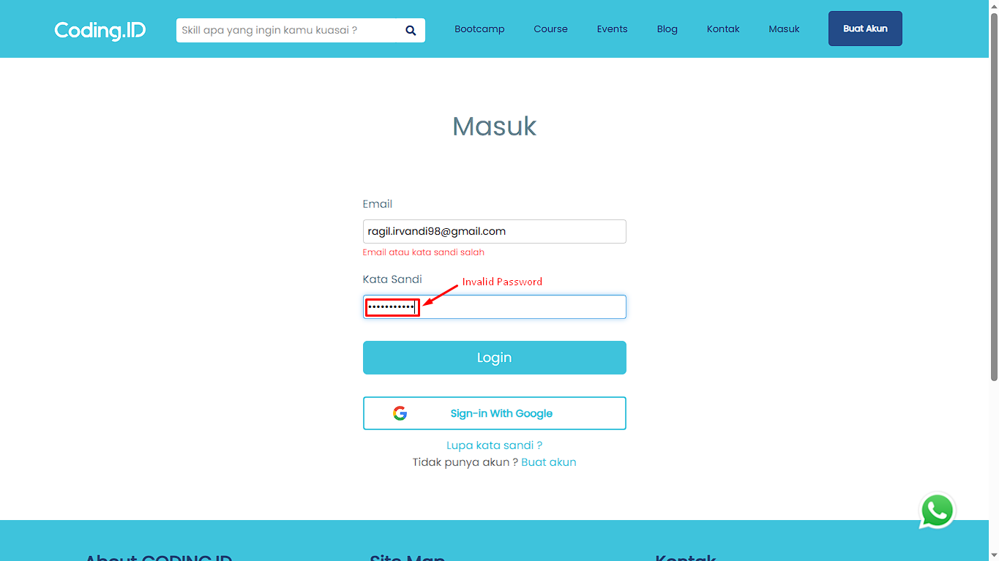 Coding.ID
Skill apa yang ingin kamu kuasai ?
Bootcamp
Course
Events
Blog
Kontak
Masuk
Buat Akun
Masuk
Email
ragil.irvandi98@gmail.com
Email atau kata sandi salah
Kata Sandi
Invalid Password
•••••••••••
Login
Sign-in With Google
Lupa kata sandi ?
Tidak punya akun ? Buat akun
About CODING.ID
Site Map
Kontak